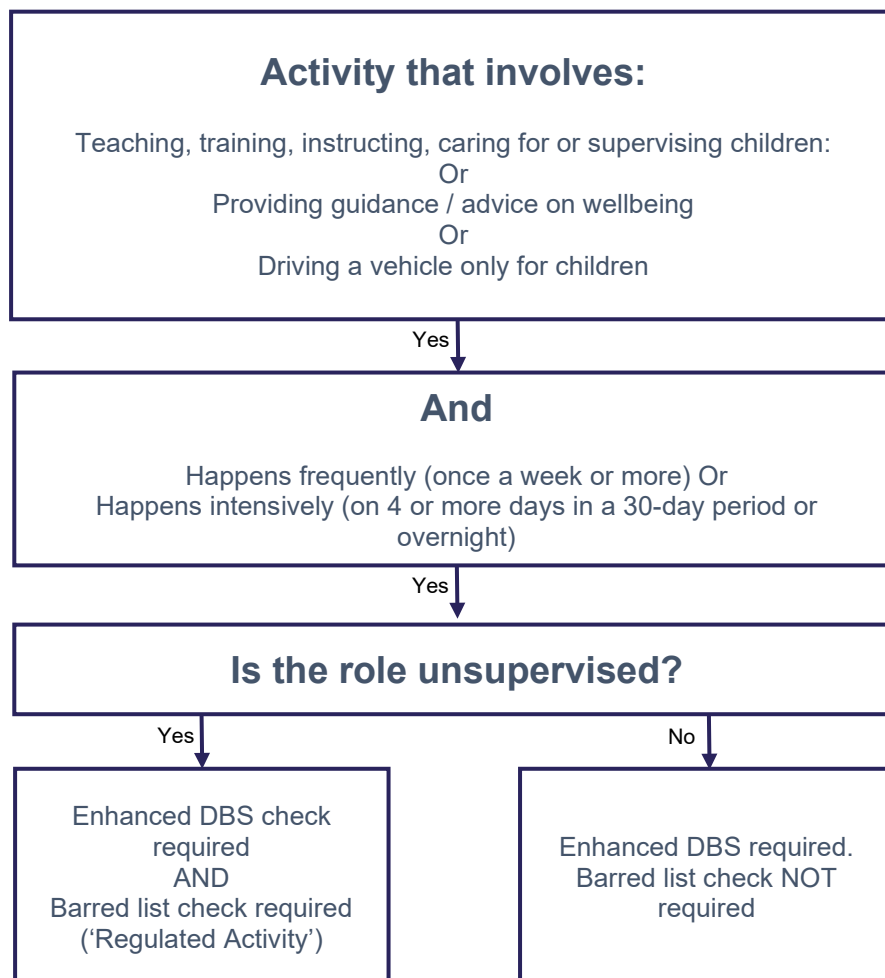 Activity that involves:
Teaching, training, instructing, caring for or supervising children:
Or
Providing guidance / advice on wellbeing
Or
Driving a vehicle only for children
Yes
And
Happens frequently (once a week or more) Or
Happens intensively (on 4 or more days in a 30-day period or
overnight)
Yes
Is the role unsupervised?
Yes
No
Enhanced DBS check
required
AND
Barred list check required
(‘Regulated Activity’)
Enhanced DBS required.
Barred list check NOT
required